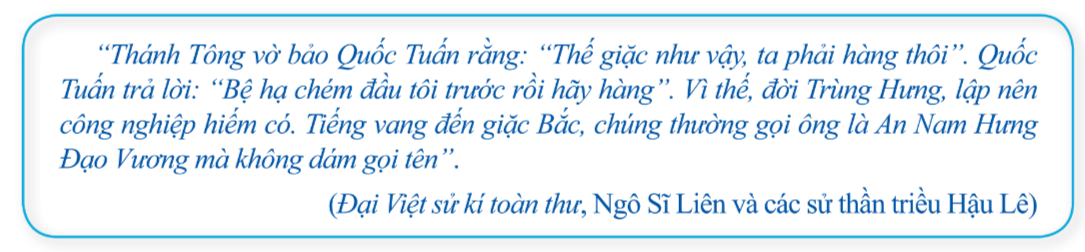 “Thánh Tông vờ bảo Quốc Tuấn rằng: “Thế giặc như vậy, ta phải hàng thôi”. Quốc
Tuấn trả lời: “Bệ hạ chém đầu tôi trước rồi hãy hàng”. Vì thế, đời Trùng Hưng, lập nên
công nghiệp hiếm có. Tiếng vang đến giặc Bắc, chúng thường gọi ông là An Nam Hưng
Đạo Vương mà không dám gọi tên”.
(Đại Việt sử kí toàn thư, Ngô Sĩ Liên và các sử thần triều Hậu Lê)